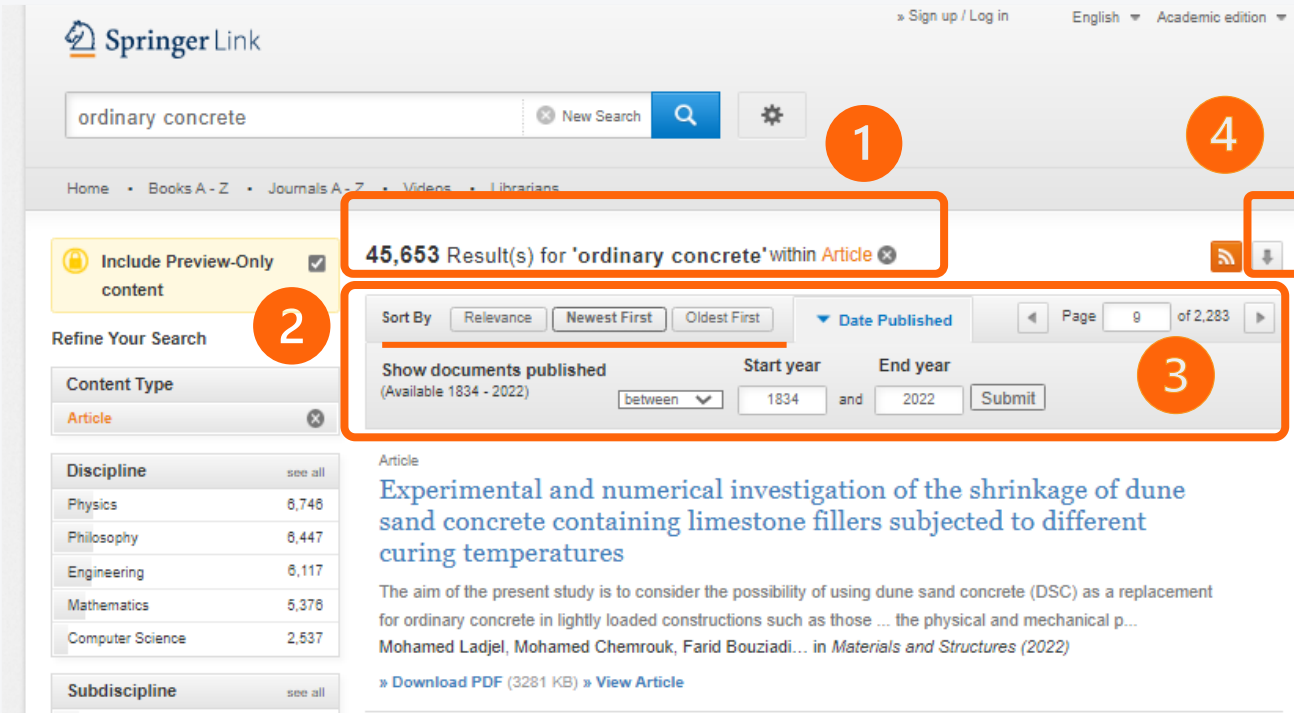 » Sign up / Log in English Academic edition
Springer Link
ordinary concrete New Search
1
4
Home • Books A - Z • Journals A - Z • Videos • Librarians
Include Preview-Only content
45,653 Result(s) for 'ordinary concrete' within Article
2
Sort By Relevance Newest First Oldest First Date Published Page 9 of 2,283
Refine Your Search
Show documents published Start year End year
(Available 1834 - 2022) between 1834 and 2022 Submit
3
Content Type
Article
Discipline see all
Physics 6,746
Philosophy 6,447
Engineering 6,117
Mathematics 5,376
Computer Science 2,537
Subdiscipline see all
Article
Experimental and numerical investigation of the shrinkage of dune
sand concrete containing limestone fillers subjected to different
curing temperatures
The aim of the present study is to consider the possibility of using dune sand concrete (DSC) as a replacement
for ordinary concrete in lightly loaded constructions such as those ... the physical and mechanical p...
Mohamed Ladjel, Mohamed Chemrouk, Farid Bouziadi... in Materials and Structures (2022)
» Download PDF (3281 KB) » View Article